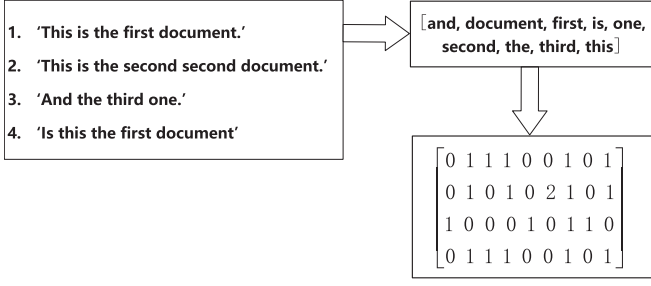 1. ‘This is the first document.’
2. ‘This is the second second document.’
3. ‘And the third one.’
4. ‘Is this the first document’
[and, document, first, is, one,
second, the, third, this]
0 1 1 1 0 0 1 0 1
0 1 0 1 0 2 1 0 1
1 0 0 0 1 0 1 1 0
0 1 1 1 0 0 1 0 1